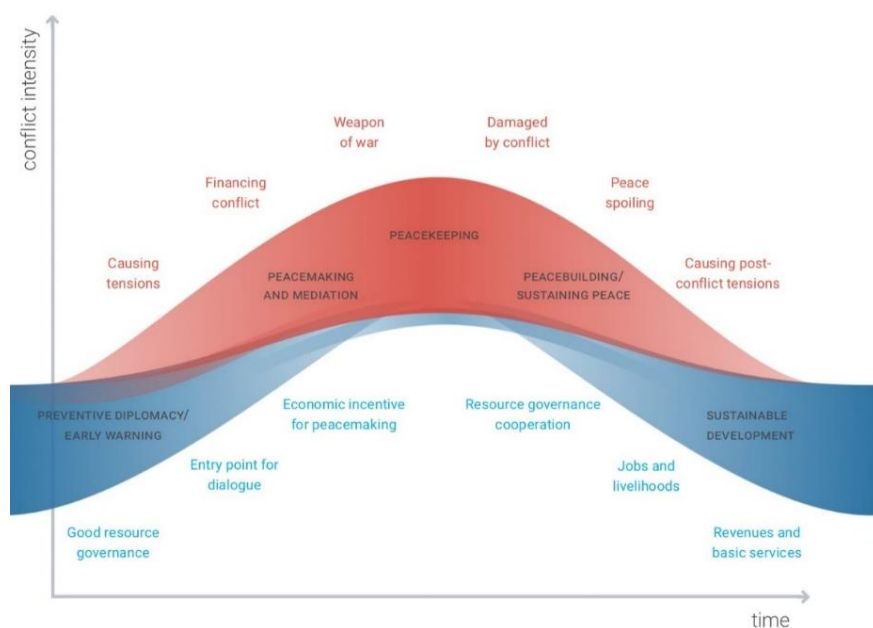 conflict intensity
Weapon
of war
Damaged
by conflict
Financing
conflict
Peace
spoiling
PEACEKEEPING
Causing
tensions
PEACEMAKING
AND MEDIATION
PEACEBUILDING/
SUSTAINING PEACE
Causing post-
conflict tensions
PREVENTIVE DIPLOMACY/
EARLY WARNING
Economic incentive
for peacemaking
Resource governance
cooperation
SUSTAINABLE
DEVELOPMENT
Entry point for
dialogue
Jobs and
livelihoods
Good resource
governance
Revenues and
basic services
time